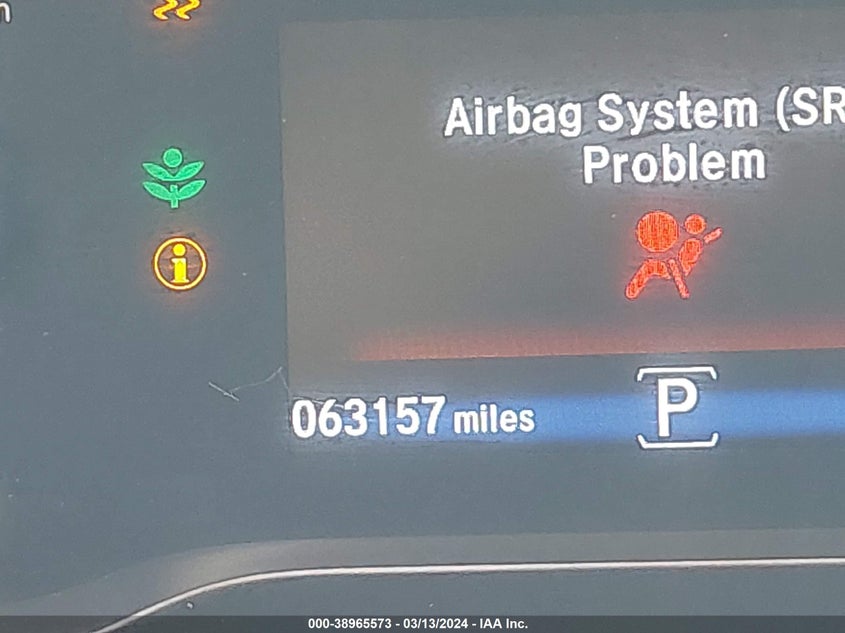 Airbag System (SR
Problem
063157 miles
P
000-38965573 - 03/13/2024 - IAA Inc.